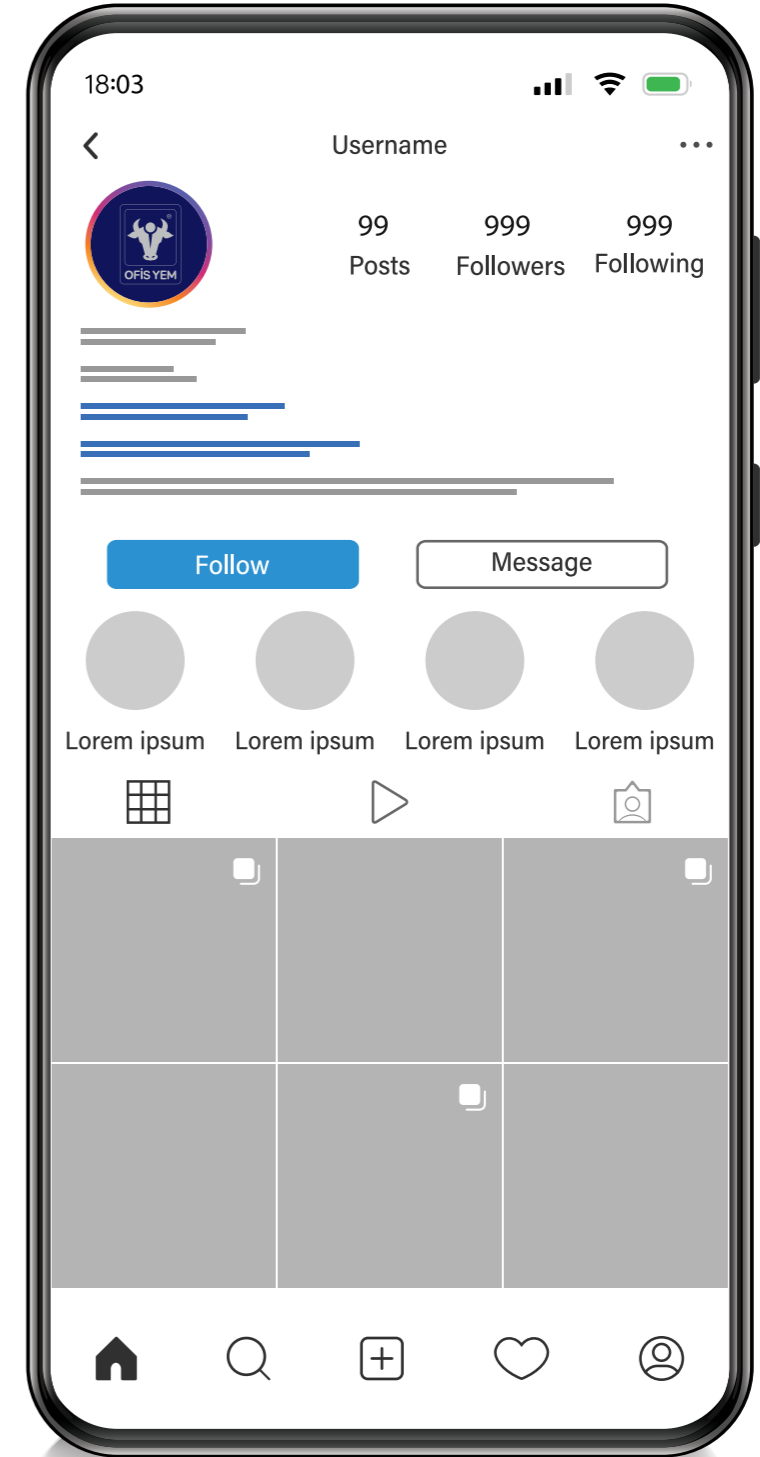 18:03
Username
99 999 999
Posts Followers Following
®
OFİS YEM
Follow Message
Lorem ipsum Lorem ipsum Lorem ipsum Lorem ipsum